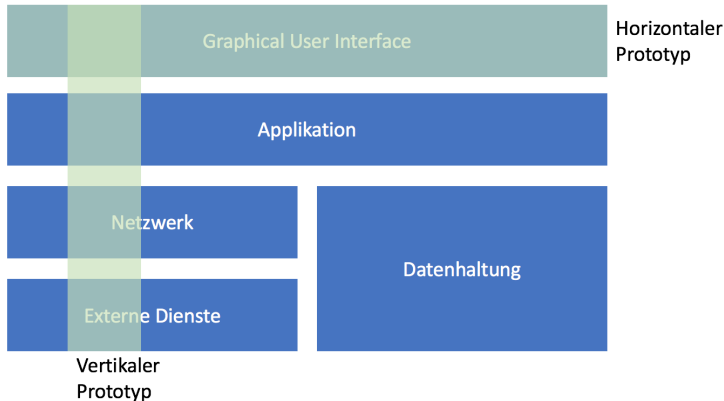 Graphical User Interface
Horizontaler
Prototyp
Applikation
Netzwerk
Datenhaltung
Externe Dienste
Vertikaler
Prototyp